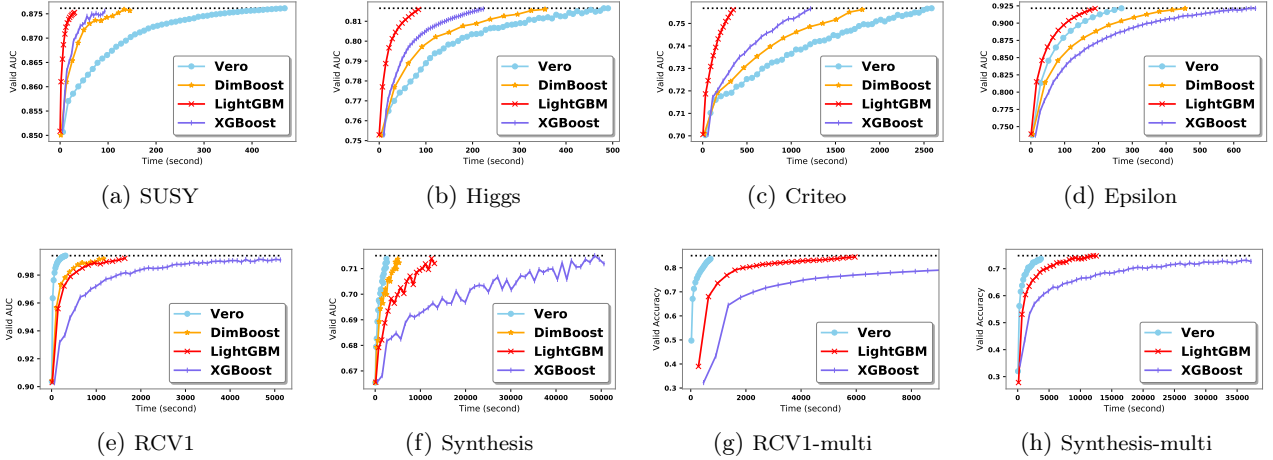 Valid AUC
0.875
0.870
0.865
0.860
0.855
0.850
Vero
DimBoost
LightGBM
XGBoost
0 100 200 300 400
Time (second)
(a) SUSY
Valid AUC
0.81
0.80
0.79
0.78
0.77
0.76
0.75
Vero
DimBoost
LightGBM
XGBoost
0 100 200 300 400 500
Time (second)
(b) Higgs
Valid AUC
0.75
0.74
0.73
0.72
0.71
0.70
Vero
DimBoost
LightGBM
XGBoost
0 500 1000 1500 2000 2500
Time (second)
(c) Criteo
Valid AUC
0.925
0.900
0.875
0.850
0.825
0.800
0.775
0.750
Vero
DimBoost
LightGBM
XGBoost
0 100 200 300 400 500 600
Time (second)
(d) Epsilon
Valid AUC
0.98
0.96
0.94
0.92
0.90
Vero
DimBoost
LightGBM
XGBoost
0 1000 2000 3000 4000 5000
Time (second)
(e) RCV1
Valid AUC
0.71
0.70
0.69
0.68
0.67
Vero
DimBoost
LightGBM
XGBoost
0 10000 20000 30000 40000 50000
Time (second)
(f) Synthesis
Valid Accuracy
0.8
0.7
0.6
0.5
0.4
0.3
Vero
LightGBM
XGBoost
0 2000 4000 6000 8000
Time (second)
(g) RCV1-multi
Valid Accuracy
0.7
0.6
0.5
0.4
0.3
Vero
LightGBM
XGBoost
0 5000 10000 15000 20000 25000 30000 35000
Time (second)
(h) Synthesis-multi